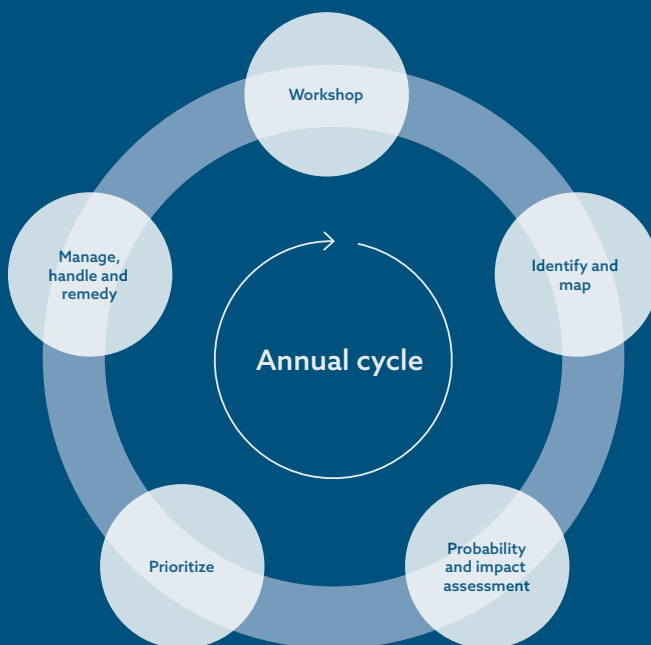 Workshop
Identify and
map
Probability
and impact
assessment
Prioritize
Manage,
handle and
remedy
Annual cycle